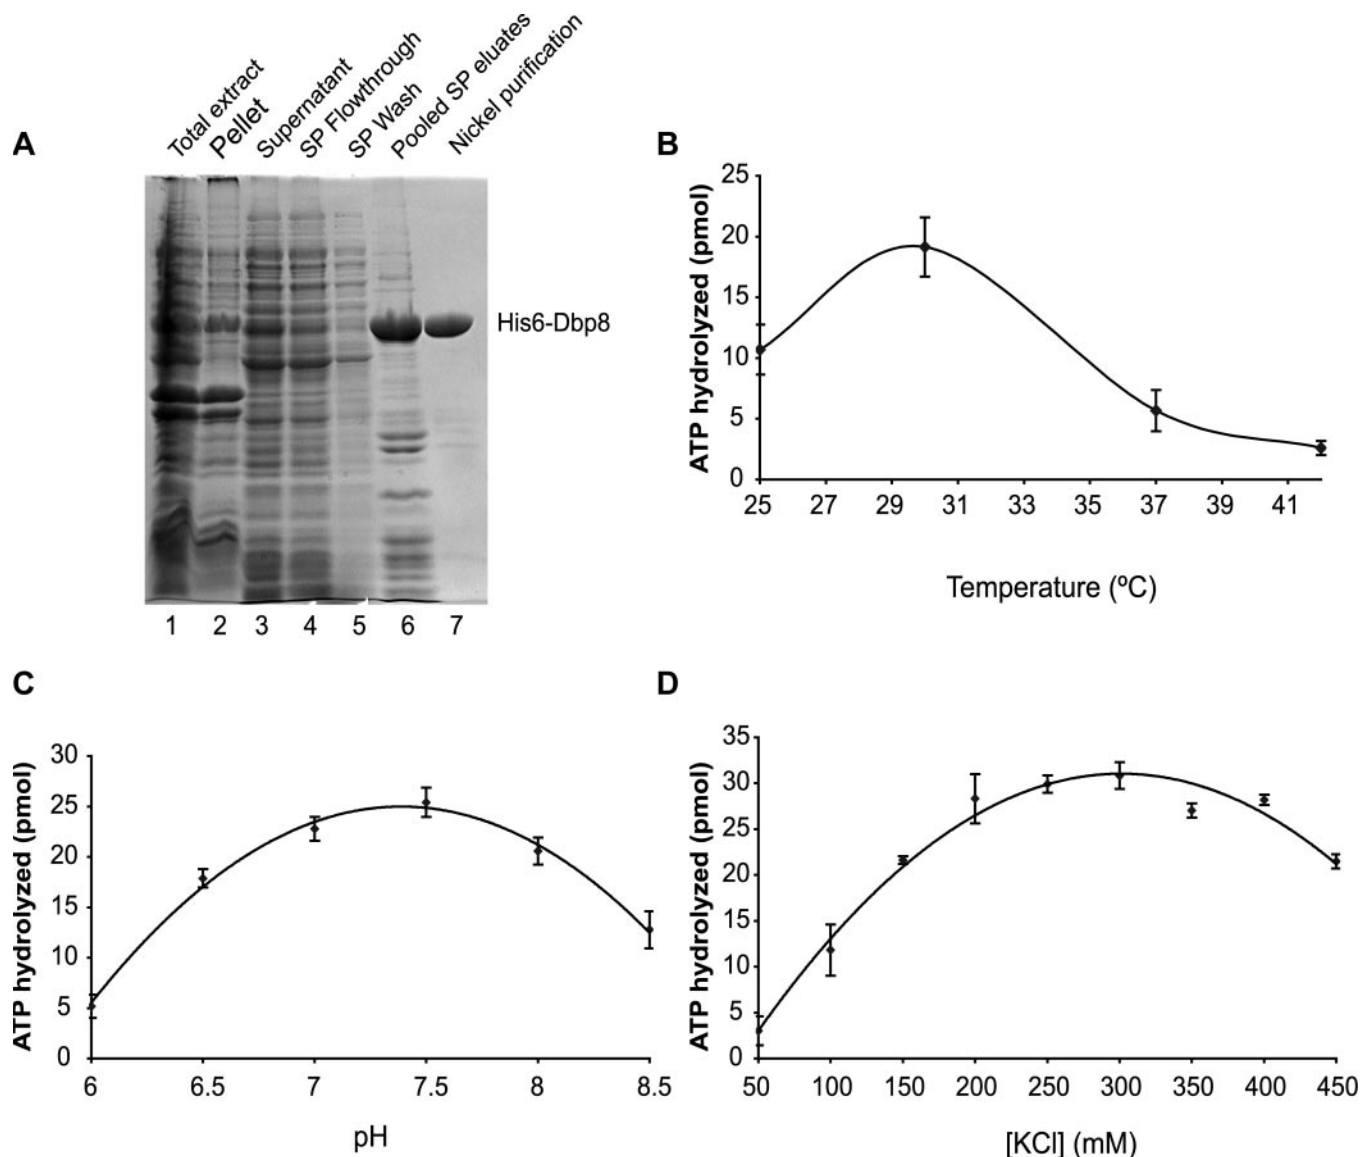 A
Total extract
Pellet
Supernatant
SP Flowthrough
SP Wash
Pooled SP eluates
Nickel purification
His6-Dbp8
1 2 3 4 5 6 7
B
ATP hydrolyzed (pmol)
25
20
15
10
5
0
25 27 29 31 33 35 37 39 41
Temperature (ºC)
C
ATP hydrolyzed (pmol)
30
25
20
15
10
5
0
6 6.5 7 7.5 8 8.5
pH
D
ATP hydrolyzed (pmol)
35
30
25
20
15
10
5
0
50 100 150 200 250 300 350 400 450
[KCl] (mM)